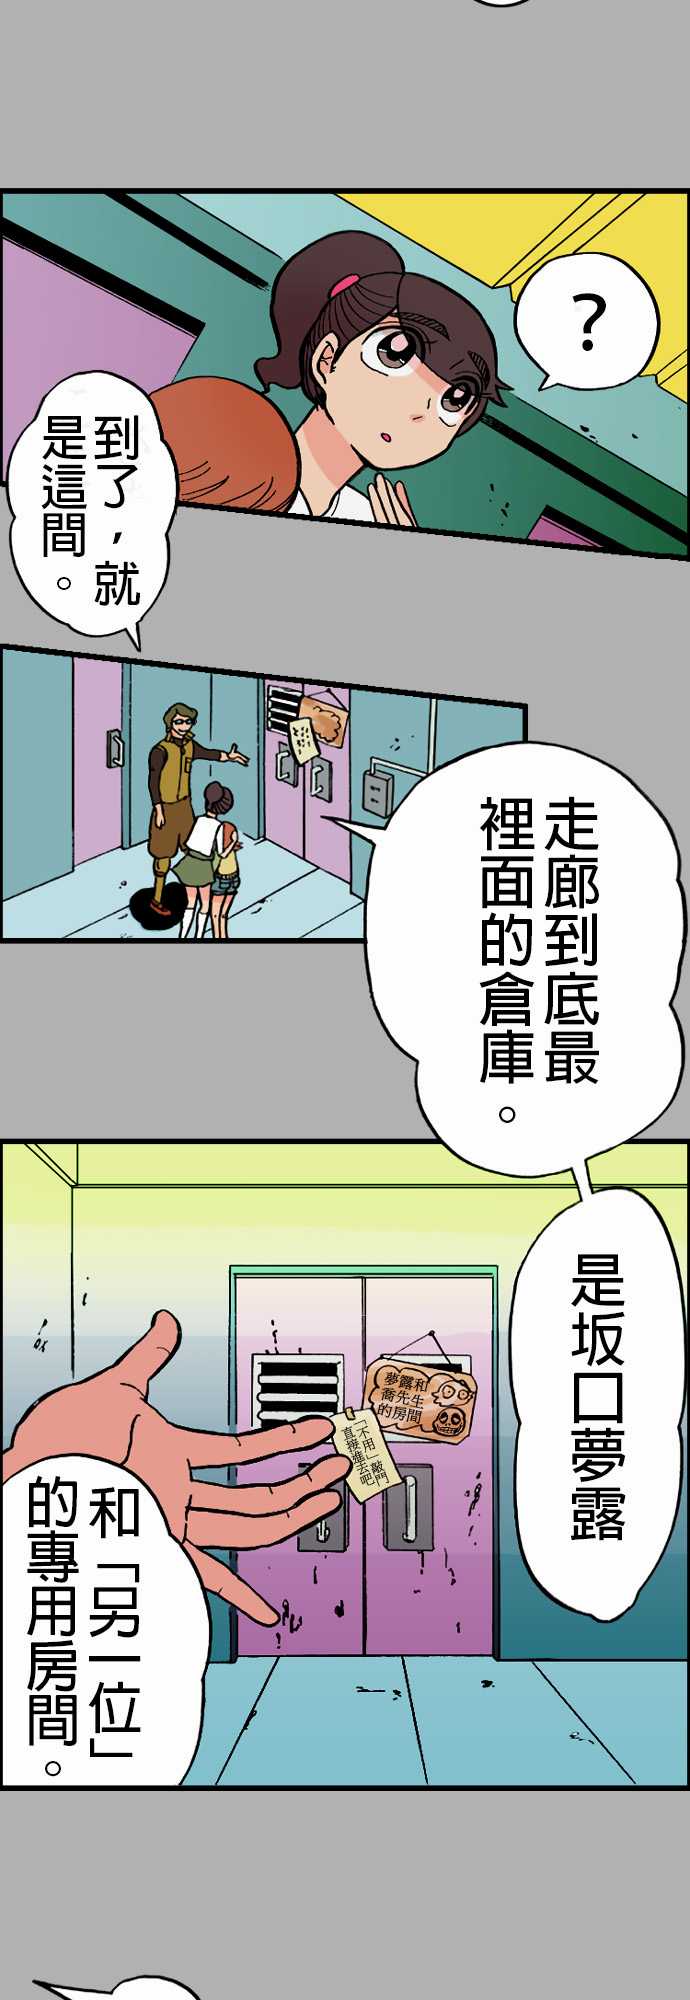 ？
到了，就
是這間。
走廊到底最
裡面的倉庫。
是坂口夢露
夢露和
喬先生
的房間
「不用」敲門
直接進去吧
和「另一位」
的專用房間。